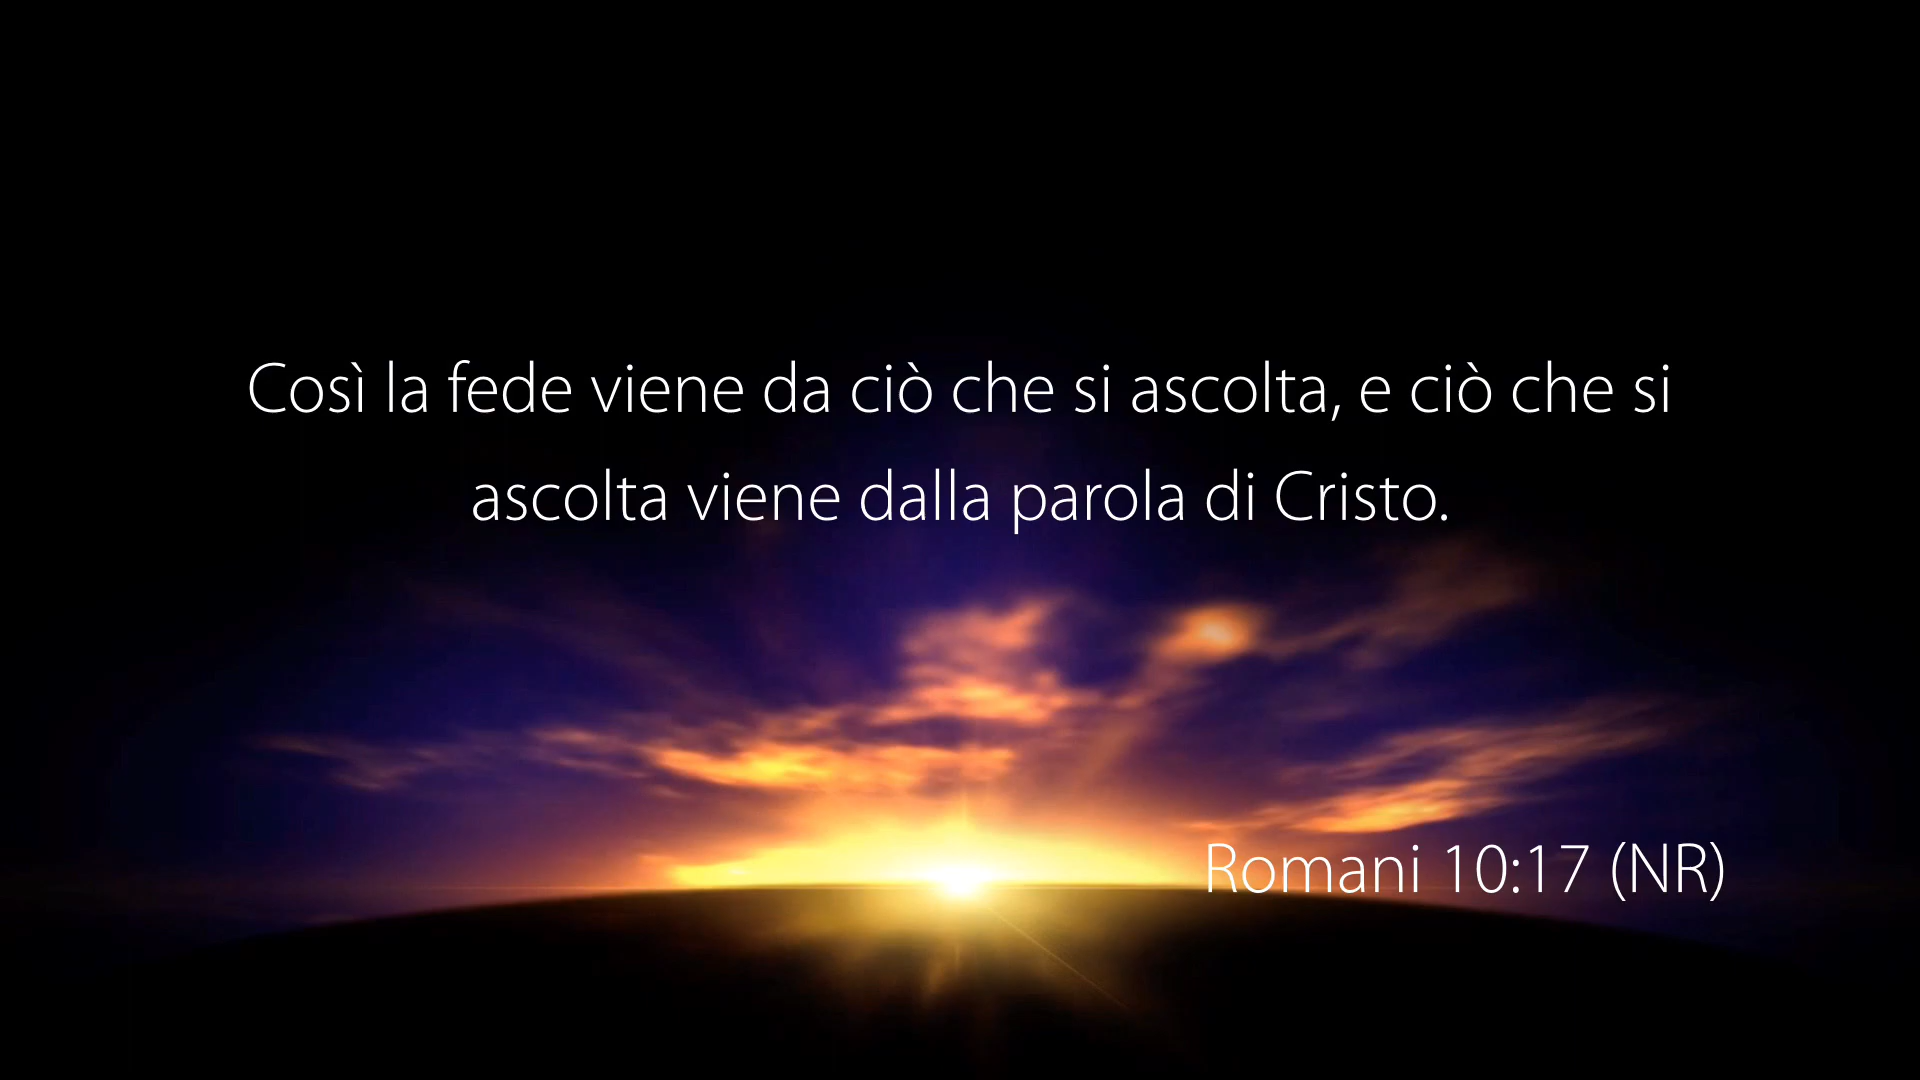 Così la fede viene da ciò che si ascolta, e ciò che si
ascolta viene dalla parola di Cristo.
Romani 10:17 (NR)